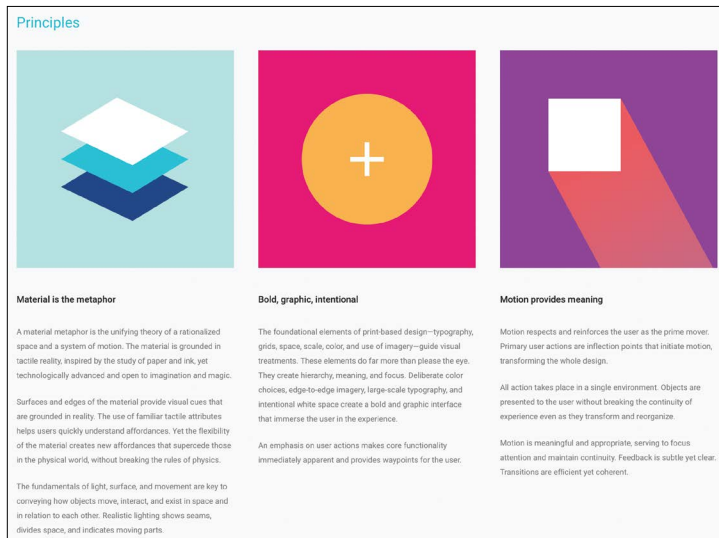 Principles
Material is the metaphor
A material metaphor is the unifying theory of a rationalized
space and a system of motion. The material is grounded in
tactile reality, inspired by the study of paper and ink, yet
technologically advanced and open to imagination and magic.
Surfaces and edges of the material provide visual cues that
are grounded in reality. The use of familiar tactile attributes
helps users quickly understand affordances. Yet the flexibility
of the material creates new affordances that supercede those
in the physical world, without breaking the rules of physics.
The fundamentals of light, surface, and movement are key to
conveying how objects move, interact, and exist in space and
in relation to each other. Realistic lighting shows seams,
divides space, and indicates moving parts.
Bold, graphic, intentional
The foundational elements of print-based design—typography,
grids, space, scale, color, and use of imagery—guide visual
treatments. These elements do far more than please the eye.
They create hierarchy, meaning, and focus. Deliberate color
choices, edge-to-edge imagery, large-scale typography, and
intentional white space create a bold and graphic interface
that immerse the user in the experience.
An emphasis on user actions makes core functionality
immediately apparent and provides waypoints for the user.
Motion provides meaning
Motion respects and reinforces the user as the prime mover.
Primary user actions are inflection points that initiate motion,
transforming the whole design.
All action takes place in a single environment. Objects are
presented to the user without breaking the continuity of
experience even as they transform and reorganize.
Motion is meaningful and appropriate, serving to focus
attention and maintain continuity. Feedback is subtle yet clear.
Transitions are efficient yet coherent.